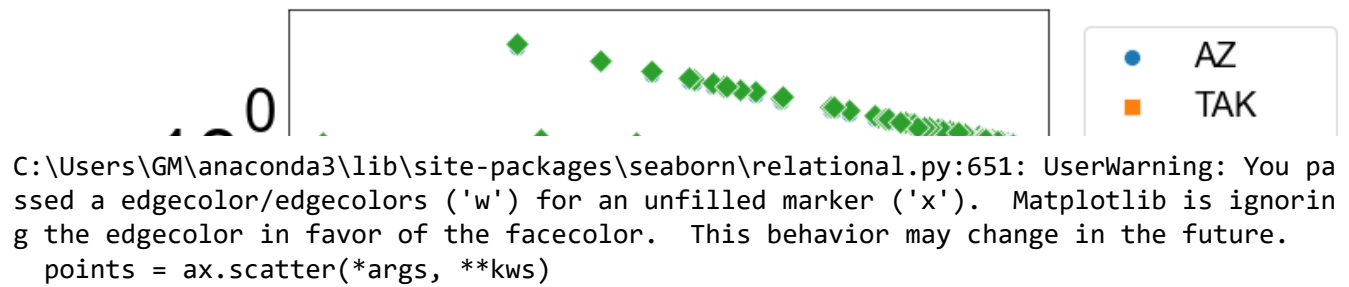 AZ
0
TAK
C:\Users\GM\anaconda3\lib\site-packages\seaborn\relational.py:651: UserWarning: You pa
ssed a edgecolor/edgecolors ('w') for an unfilled marker ('x').  Matplotlib is ignorin
g the edgecolor in favor of the facecolor.  This behavior may change in the future.
  points = ax.scatter(*args, **kws)